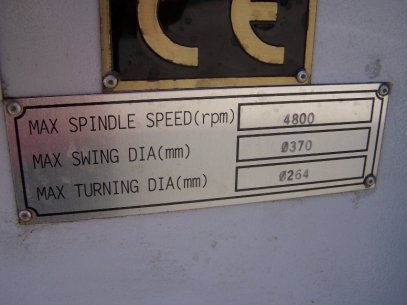 CE
MAX SPINDLE SPEED(rpm) 4800
MAX SWING DIA(mm) Ø370
MAX TURNING DIA(mm) Ø264